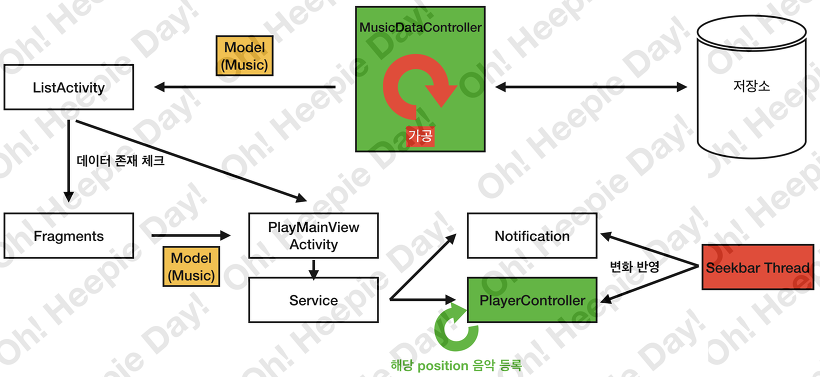 MusicDataController
Model
(Music)
ListActivity
가공
저장소
데이터 존재 체크
Fragments
Model
(Music)
PlayMainView
Activity
Service
Notification
PlayerController
변화 반영
Seekbar Thread
해당 position 음악 등록
Oh! Heepie Day!